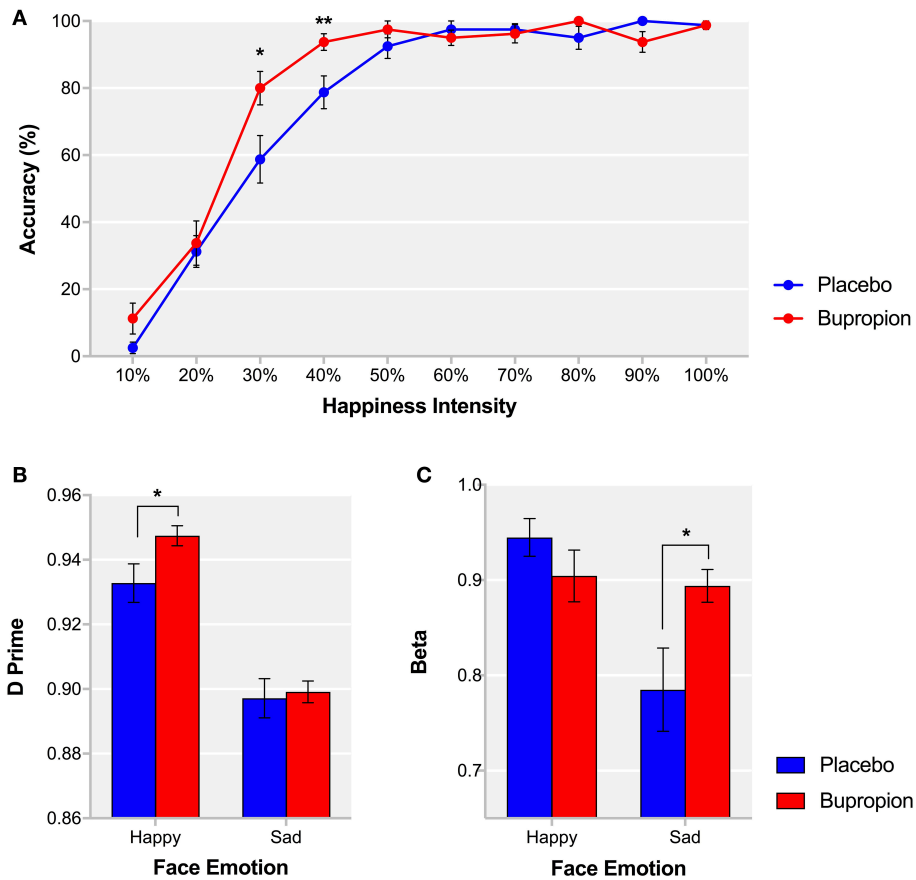 A
100
80
60
40
20
0
Accuracy (%)
*
**
10% 20% 30% 40% 50% 60% 70% 80% 90% 100%
Happiness Intensity
Placebo
Bupropion
B
0.96
0.94
0.92
0.90
0.88
0.86
D Prime
*
Happy Sad
Face Emotion
C
1.0
0.9
0.8
0.7
Beta
*
Happy Sad
Face Emotion
Placebo
Bupropion